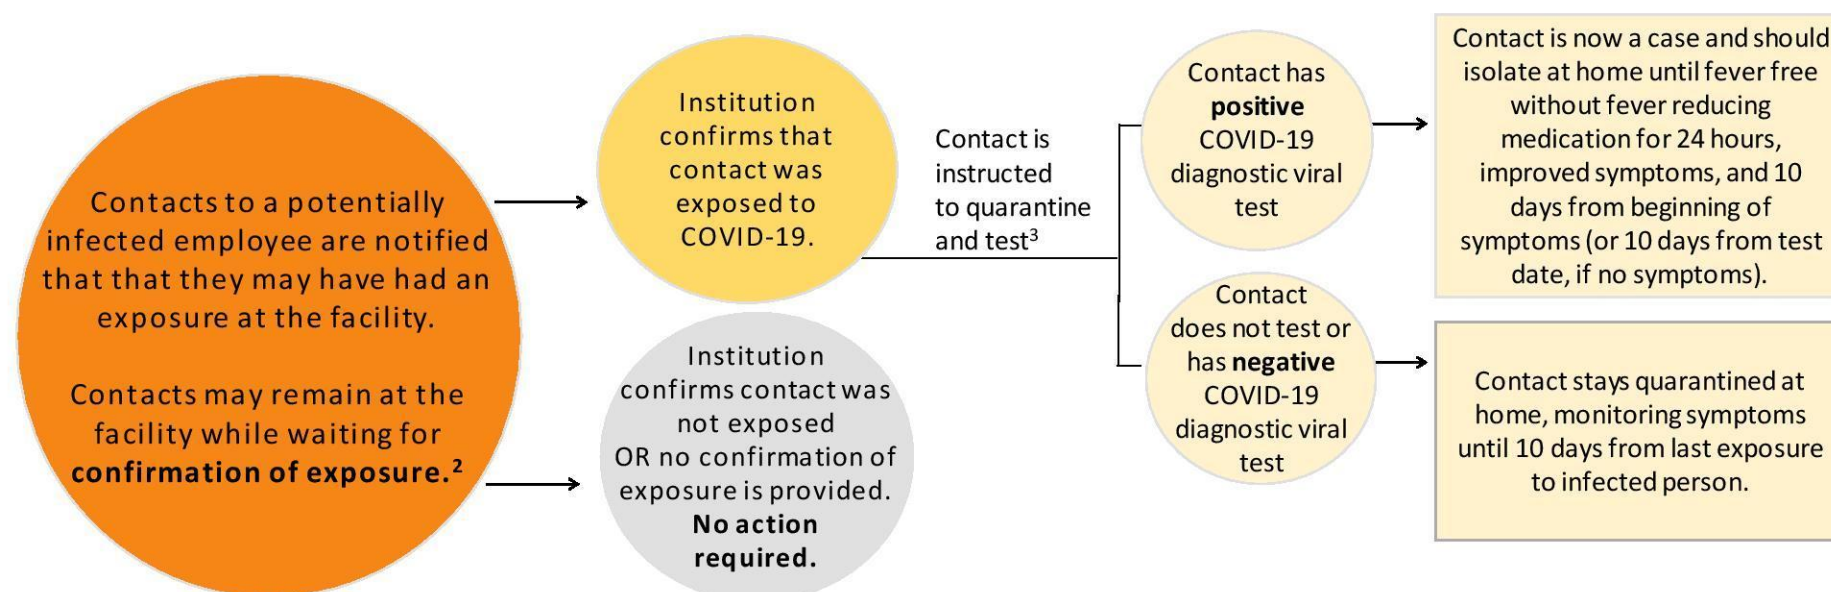 Contacts to a potentially
infected employee are notified
that that they may have had an
exposure at the facility.
Contacts may remain at the
facility while waiting for
confirmation of exposure.²
Institution
confirms that
contact was
exposed to
COVID-19.
Institution
confirms contact was
not exposed
OR no confirmation of
exposure is provided.
No action
required.
Contact is
instructed
to quarantine
and test³
Contact has
positive
COVID-19
diagnostic viral
test
Contact is now a case and should
isolate at home until fever free
without fever reducing
medication for 24 hours,
improved symptoms, and 10
days from beginning of
symptoms (or 10 days from test
date, if no symptoms).
Contact
does not test or
has negative
COVID-19
diagnostic viral
test
Contact stays quarantined at
home, monitoring symptoms
until 10 days from last exposure
to infected person.